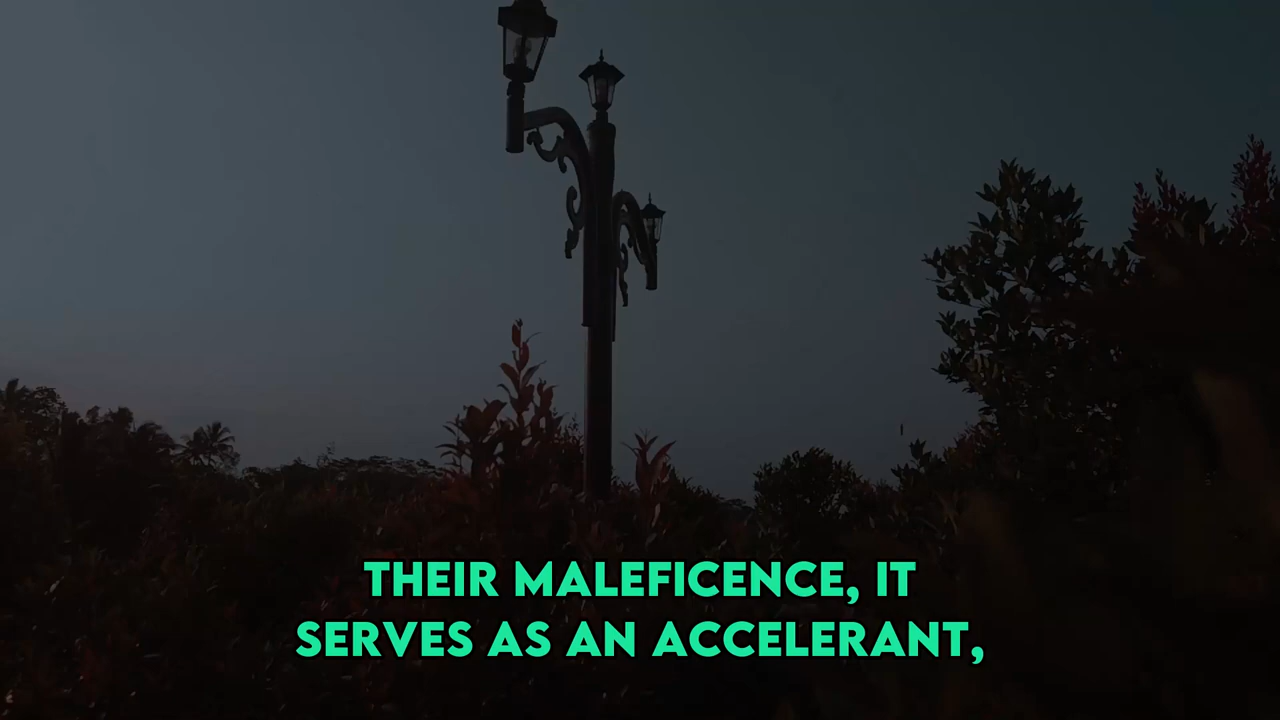 THEIR MALEFICENCE, IT
SERVES AS AN ACCELERANT,